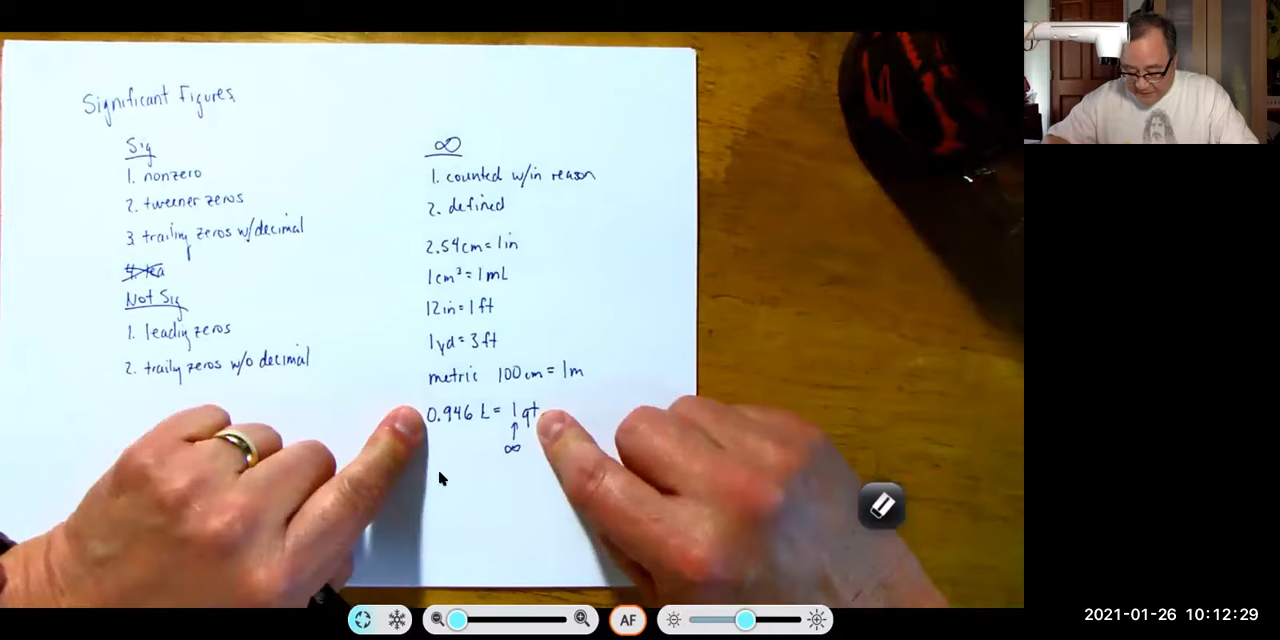 Significant Figures
Sig
1. nonzero
2. tweener zeros
3. trailing zeros w/decimal
Not Sig
1. leading zeros
2. traily zeros w/o decimal
∞
1. counted w/in reason
2. defined
2.54cm=1in
1cm³=1mL
12in=1ft
1yd=3ft
metric 100cm=1m
0.946 L= 1qt
↑
∞
AF
2021-01-26 10:12:29